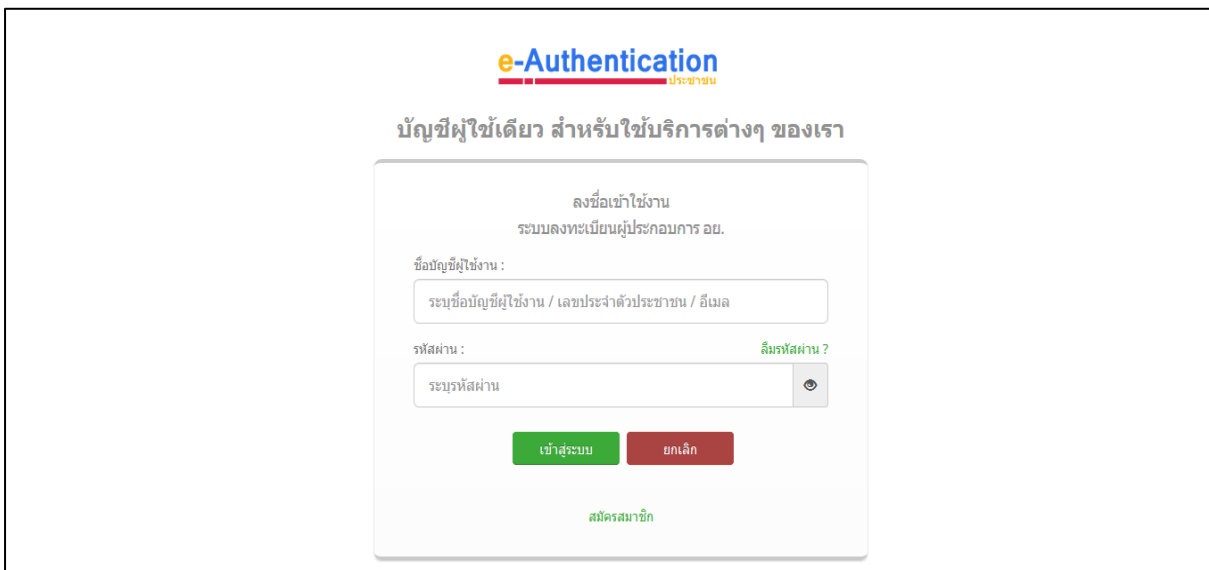 e-Authentication
ประชาชน
บัญชีผู้ใช้เดียว สำหรับใช้บริการต่างๆ ของเรา
ลงชื่อเข้าใช้งาน
ระบบลงทะเบียนผู้ประกอบการ อย.
ชื่อบัญชีผู้ใช้งาน :
ระบุชื่อบัญชีผู้ใช้งาน / เลขประจำตัวประชาชน / อีเมล
รหัสผ่าน : ลืมรหัสผ่าน ?
ระบุรหัสผ่าน
เข้าสู่ระบบ ยกเลิก
สมัครสมาชิก